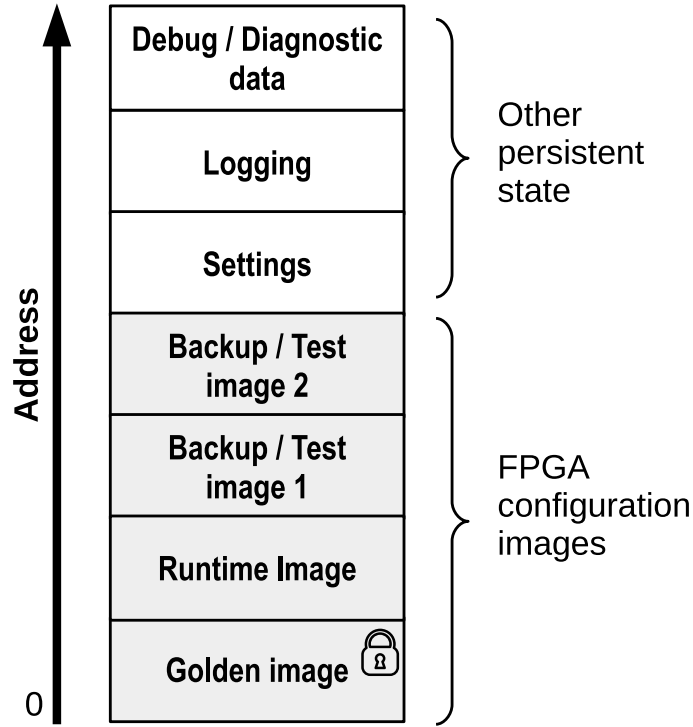 Debug / Diagnostic
data
Logging
Settings
Backup / Test
image 2
Backup / Test
image 1
Runtime Image
Golden image
Other
persistent
state
FPGA
configuration
images
Address
0